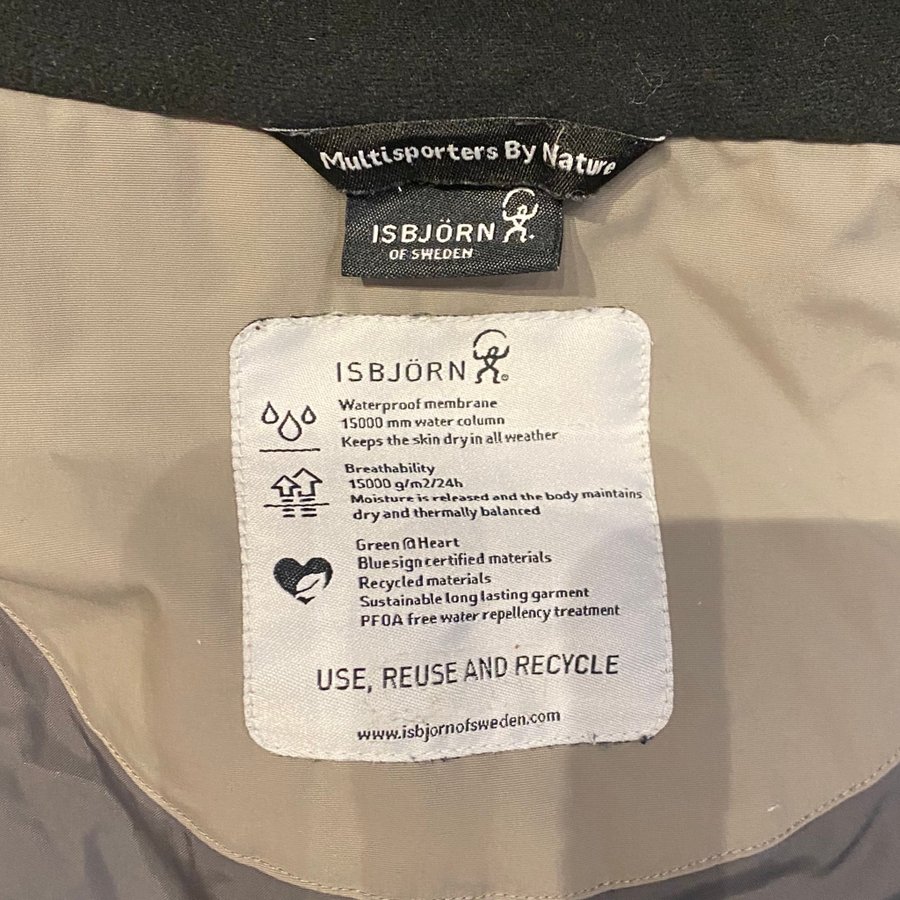 Multisporters By Nature
ISBJÖRN
OF SWEDEN
ISBJÖRN
Waterproof membrane
15000 mm water column
Keeps the skin dry in all weather
Breathability
15000 g/m2/24h
Moisture is released and the body maintains
dry and thermally balanced
Green @ Heart
Bluesign certified materials
Recycled materials
Sustainable long lasting garment
PFOA free water repellency treatment
USE, REUSE AND RECYCLE
www.isbjornofsweden.com